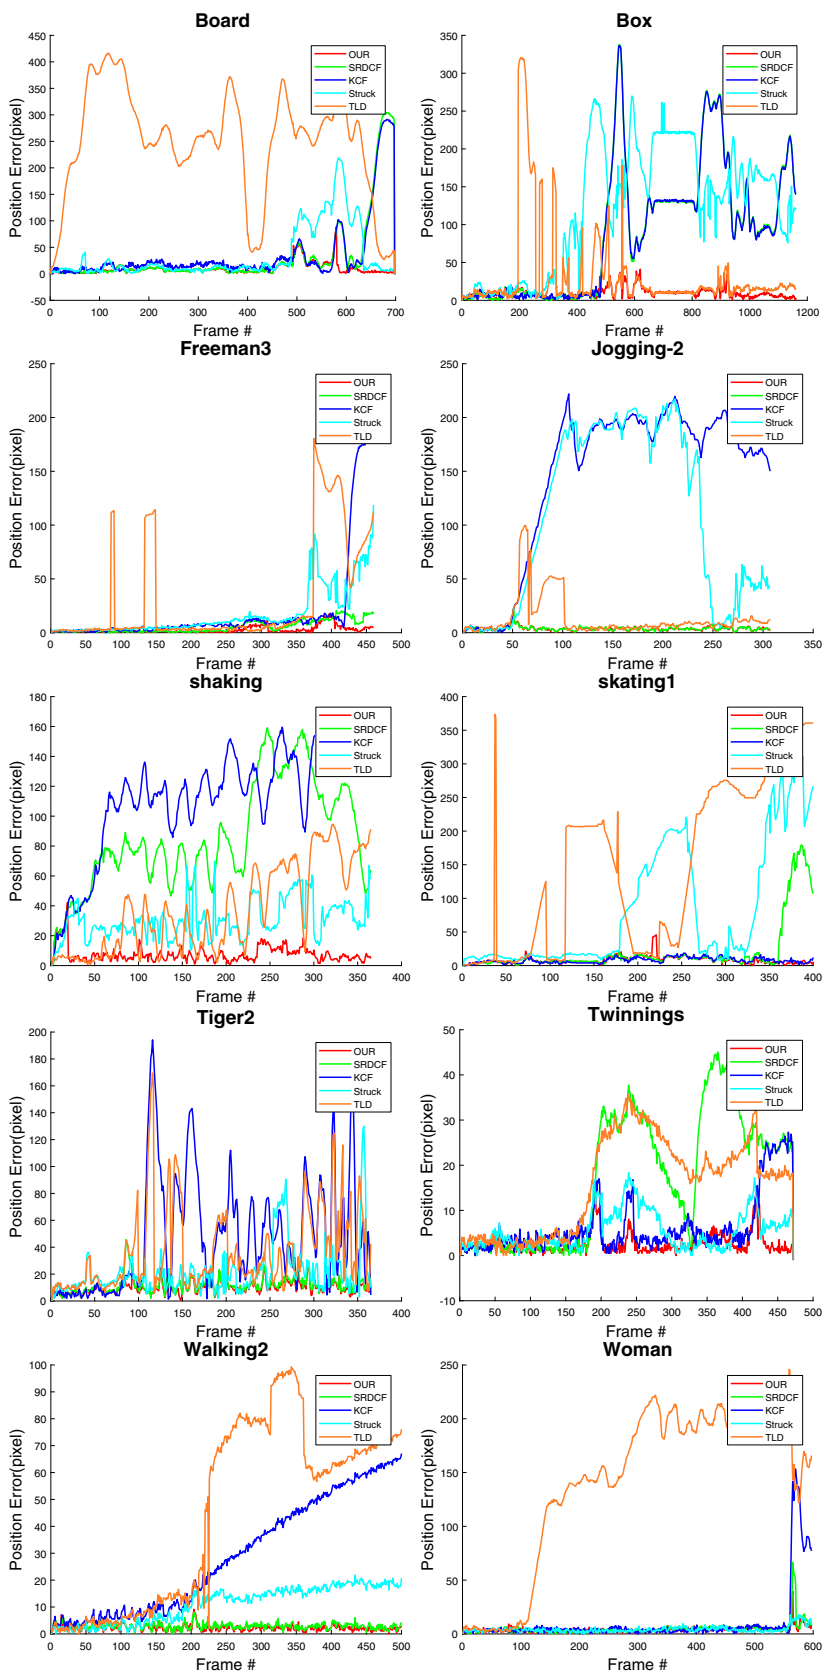 Board
Position Error(pixel)
450
400
350
300
250
200
150
100
50
0
-50
OUR
SRDCF
KCF
Struck
TLD
0 100 200 300 400 500 600 700
Frame #
Box
Position Error(pixel)
350
300
250
200
150
100
50
0
OUR
SRDCF
KCF
Struck
TLD
0 200 400 600 800 1000 1200
Frame #
Freeman3
Position Error(pixel)
250
200
150
100
50
0
OUR
SRDCF
KCF
Struck
TLD
0 50 100 150 200 250 300 350 400 450 500
Frame #
Jogging-2
Position Error(pixel)
250
200
150
100
50
0
OUR
SRDCF
KCF
Struck
TLD
0 50 100 150 200 250 300 350
Frame #
shaking
Position Error(pixel)
180
160
140
120
100
80
60
40
20
0
OUR
SRDCF
KCF
Struck
TLD
0 50 100 150 200 250 300 350 400
Frame #
skating1
Position Error(pixel)
400
350
300
250
200
150
100
50
0
OUR
SRDCF
KCF
Struck
TLD
0 50 100 150 200 250 300 350 400
Frame #
Tiger2
Position Error(pixel)
200
180
160
140
120
100
80
60
40
20
0
OUR
SRDCF
KCF
Struck
TLD
0 50 100 150 200 250 300 350 400
Frame #
Twinnings
Position Error(pixel)
50
40
30
20
10
0
-10
OUR
SRDCF
KCF
Struck
TLD
0 50 100 150 200 250 300 350 400 450 500
Frame #
Walking2
Position Error(pixel)
100
90
80
70
60
50
40
30
20
10
0
OUR
SRDCF
KCF
Struck
TLD
0 50 100 150 200 250 300 350 400 450 500
Frame #
Woman
Position Error(pixel)
250
200
150
100
50
0
OUR
SRDCF
KCF
Struck
TLD
0 100 200 300 400 500 600
Frame #